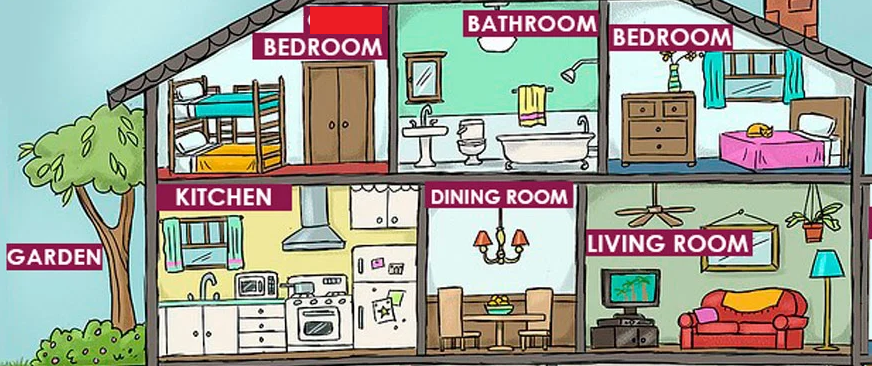 BEDROOM
BATHROOM
BEDROOM
KITCHEN
DINING ROOM
LIVING ROOM
GARDEN